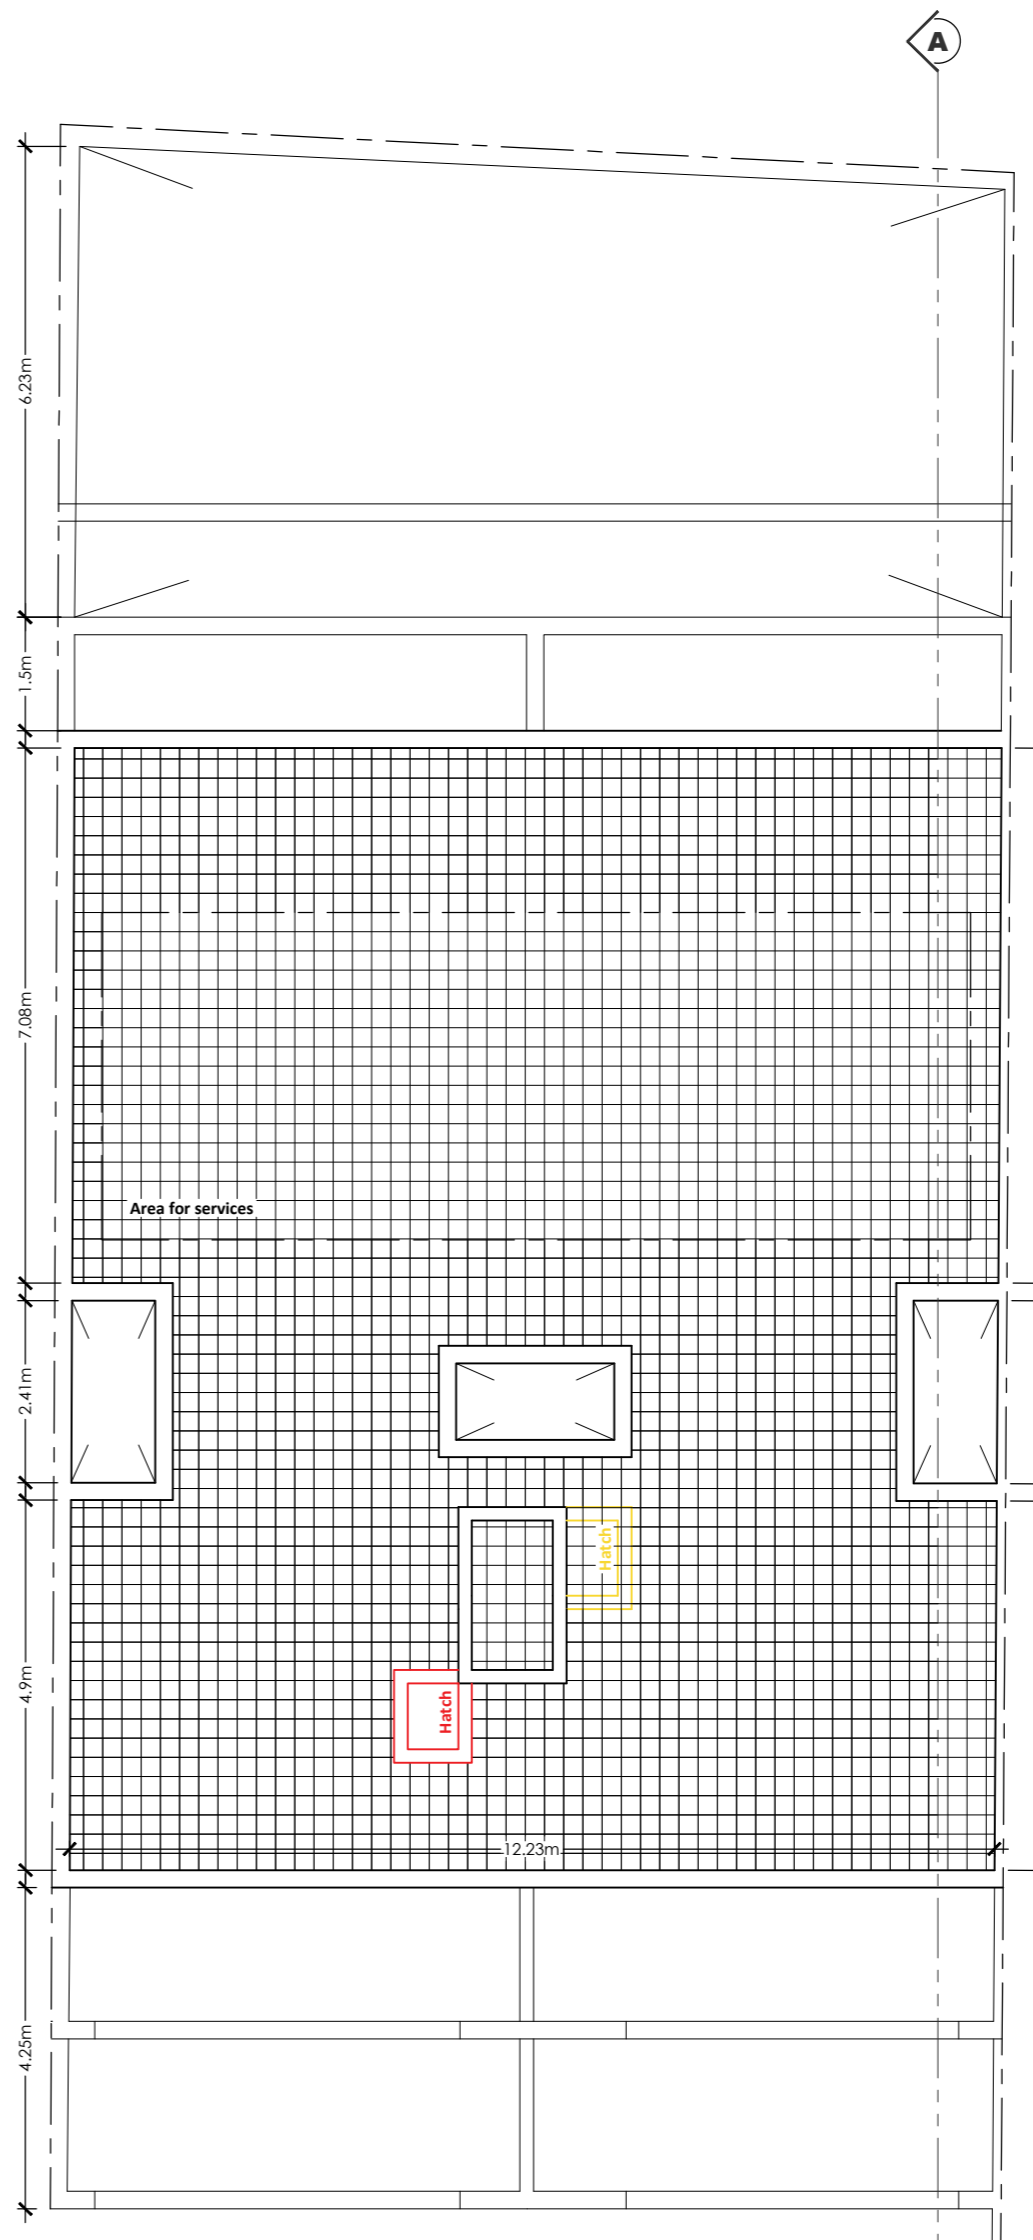 A
6.23m
1.5m
7.08m
Area for services
2.41m
Hatch
4.9m
Hatch
12.23m
4.25m